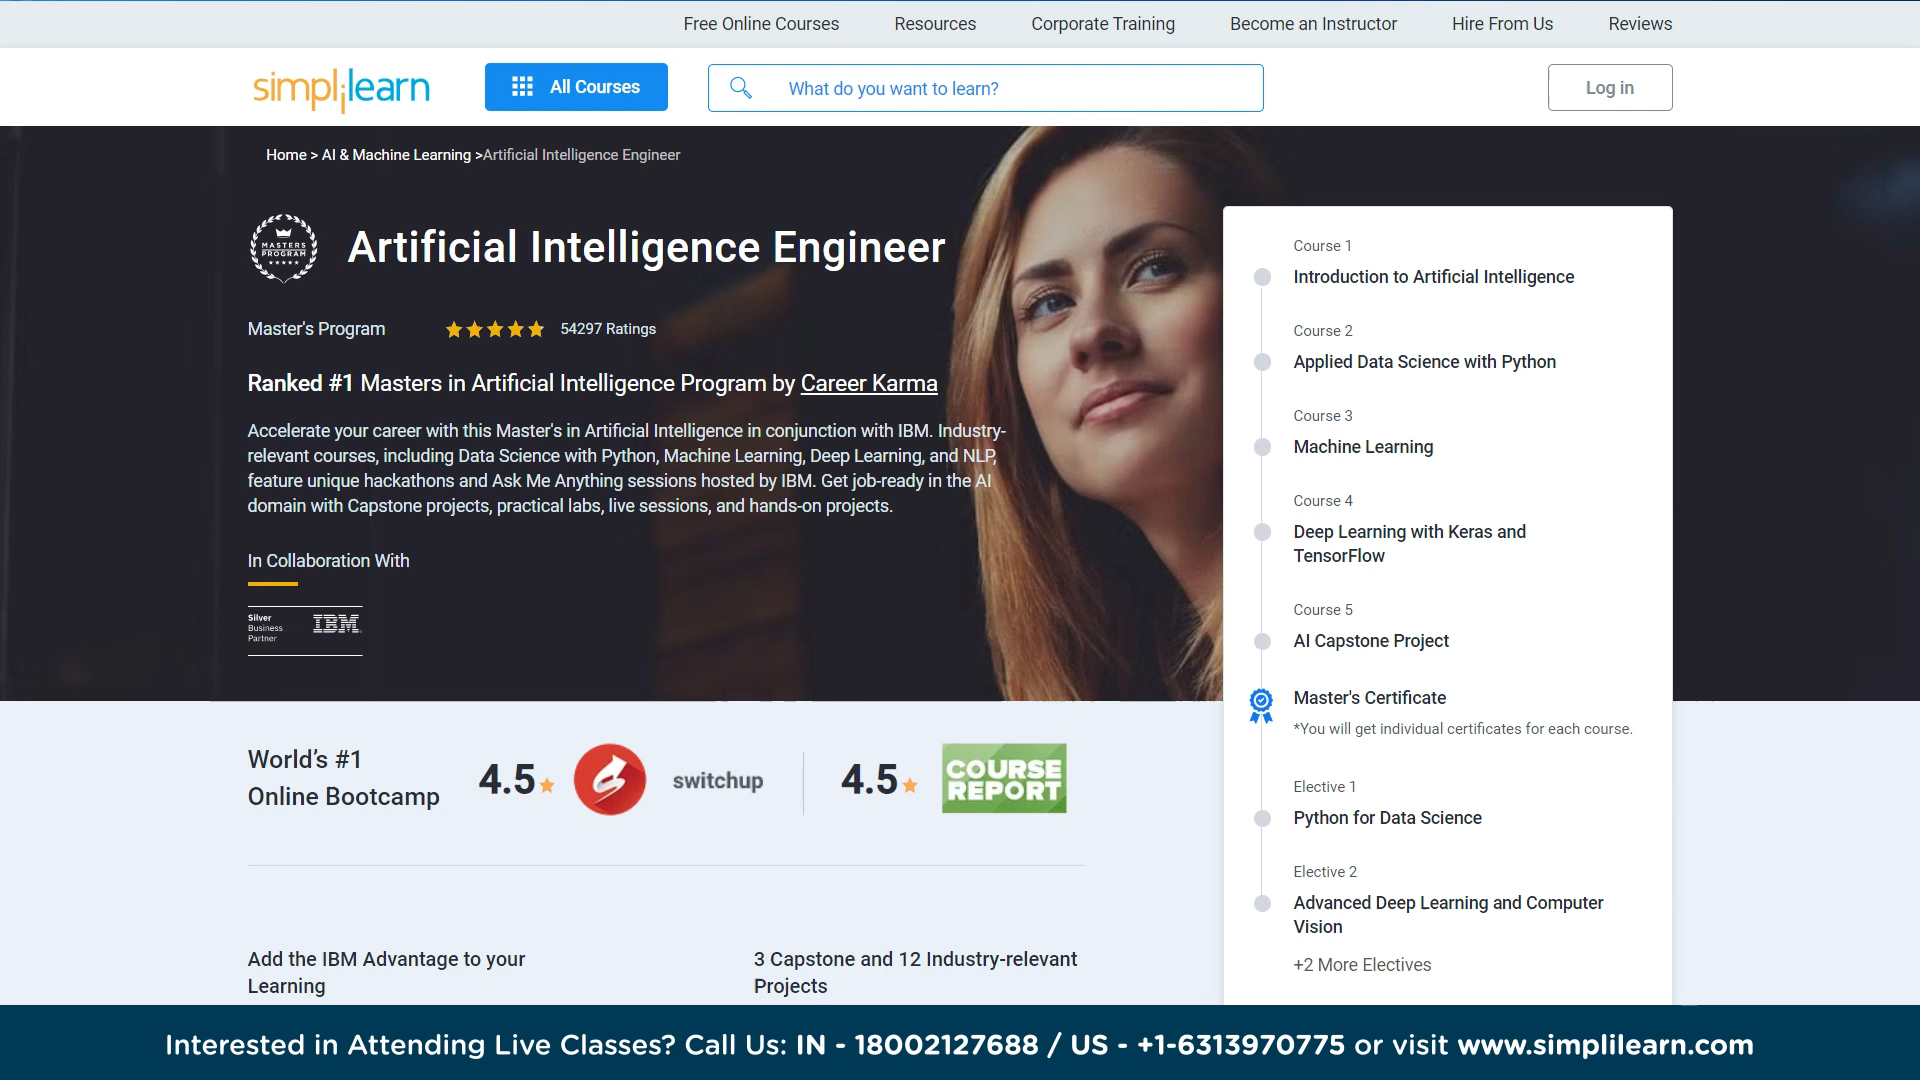 Free Online Courses Resources Corporate Training Become an Instructor Hire From Us Reviews
simplilearn All Courses What do you want to learn? Log in
Home > AI & Machine Learning >Artificial Intelligence Engineer
MASTERS
PROGRAM
Artificial Intelligence Engineer
Master's Program 54297 Ratings
Ranked #1 Masters in Artificial Intelligence Program by Career Karma
Accelerate your career with this Master's in Artificial Intelligence in conjunction with IBM. Industry-
relevant courses, including Data Science with Python, Machine Learning, Deep Learning, and NLP,
feature unique hackathons and Ask Me Anything sessions hosted by IBM. Get job-ready in the AI
domain with Capstone projects, practical labs, live sessions, and hands-on projects.
In Collaboration With
Silver
Business
Partner
IBM
Course 1
Introduction to Artificial Intelligence
Course 2
Applied Data Science with Python
Course 3
Machine Learning
Course 4
Deep Learning with Keras and
TensorFlow
Course 5
AI Capstone Project
Master's Certificate
*You will get individual certificates for each course.
Elective 1
Python for Data Science
Elective 2
Advanced Deep Learning and Computer
Vision
+2 More Electives
World's #1
Online Bootcamp
4.5 switchup
4.5 COURSE
REPORT
Add the IBM Advantage to your
Learning
3 Capstone and 12 Industry-relevant
Projects
Interested in Attending Live Classes? Call Us: IN - 18002127688 / US - +1-6313970775 or visit www.simplilearn.com